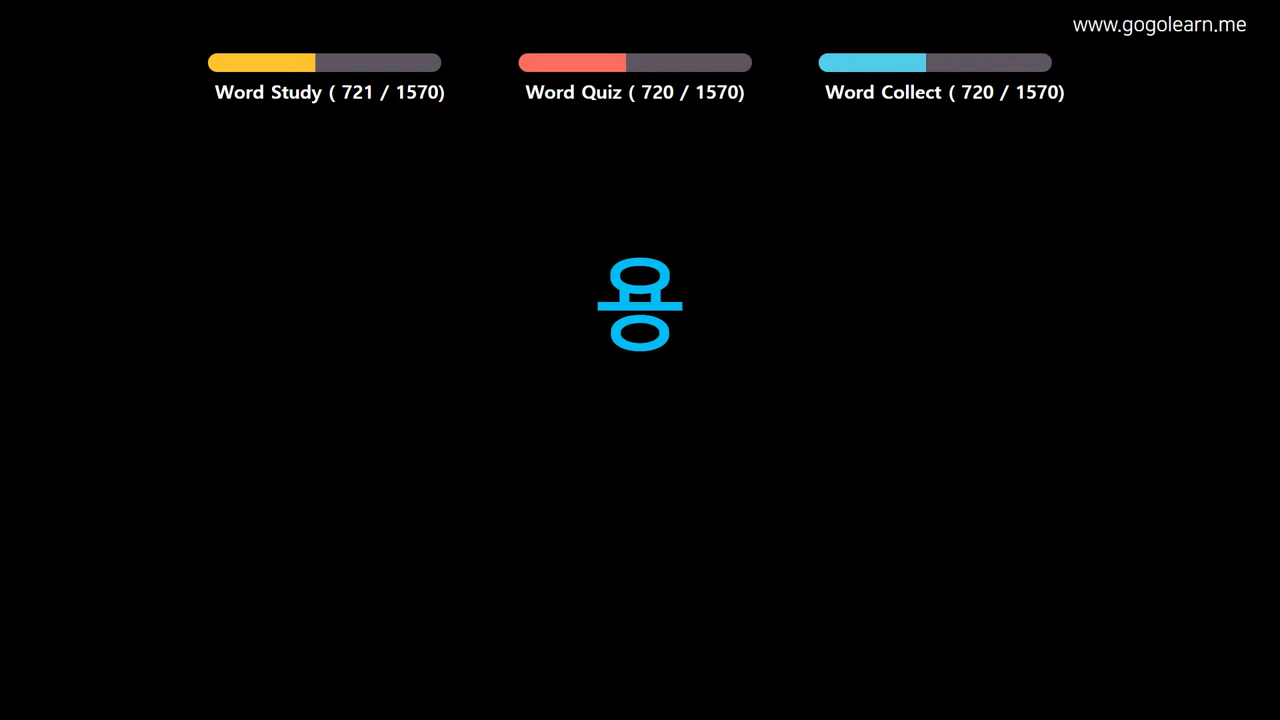 www.gogolearn.me
Word Study ( 721 / 1570)
Word Quiz ( 720 / 1570)
Word Collect ( 720 / 1570)
용